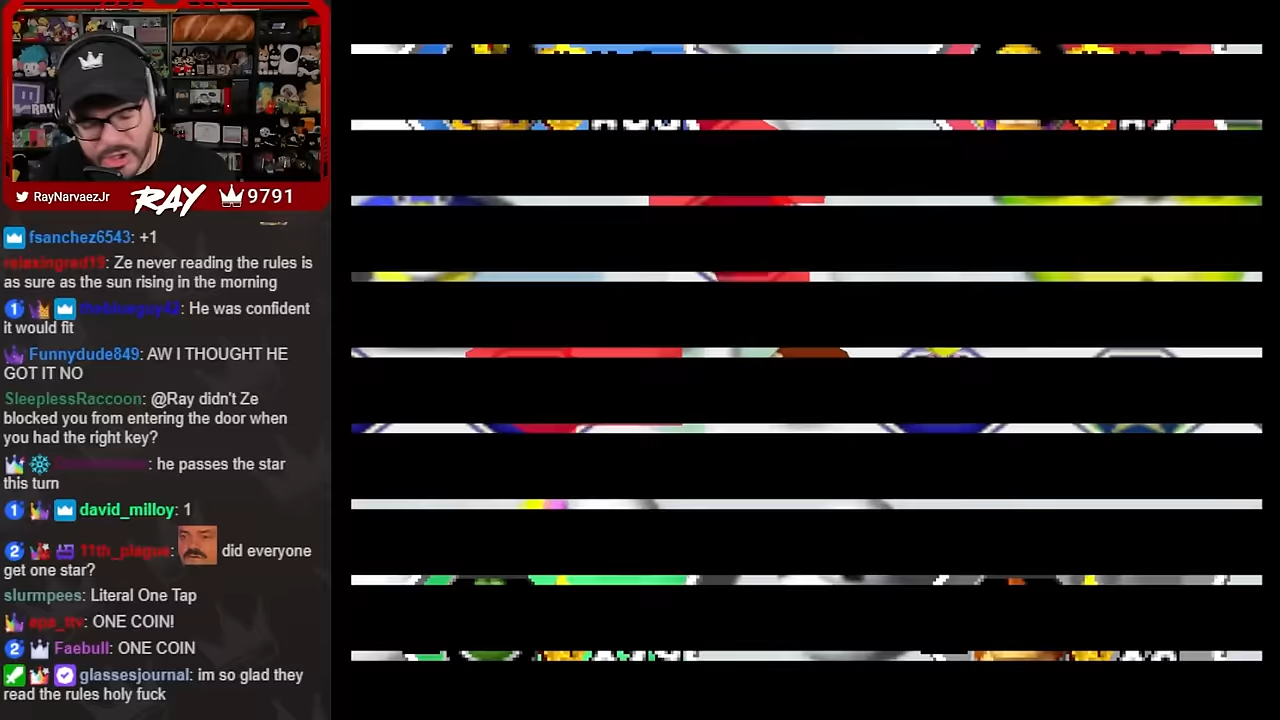 RayNarvaezJr RAY 9791
fsanchez6543: +1
relaxingrad19: Ze never reading the rules is
as sure as the sun rising in the morning
: He was confident
it would fit
Funnydude849: AW I THOUGHT HE
GOT IT NO
SleeplessRaccoon: @Ray didn't Ze
blocked you from entering the door when
you had the right key?
: he passes the star
this turn
david_milloy: 1
11th_plague: did everyone
get one star?
slurmpees: Literal One Tap
apa_ttv: ONE COIN!
Faebull: ONE COIN
glassesjournal: im so glad they
read the rules holy fuck